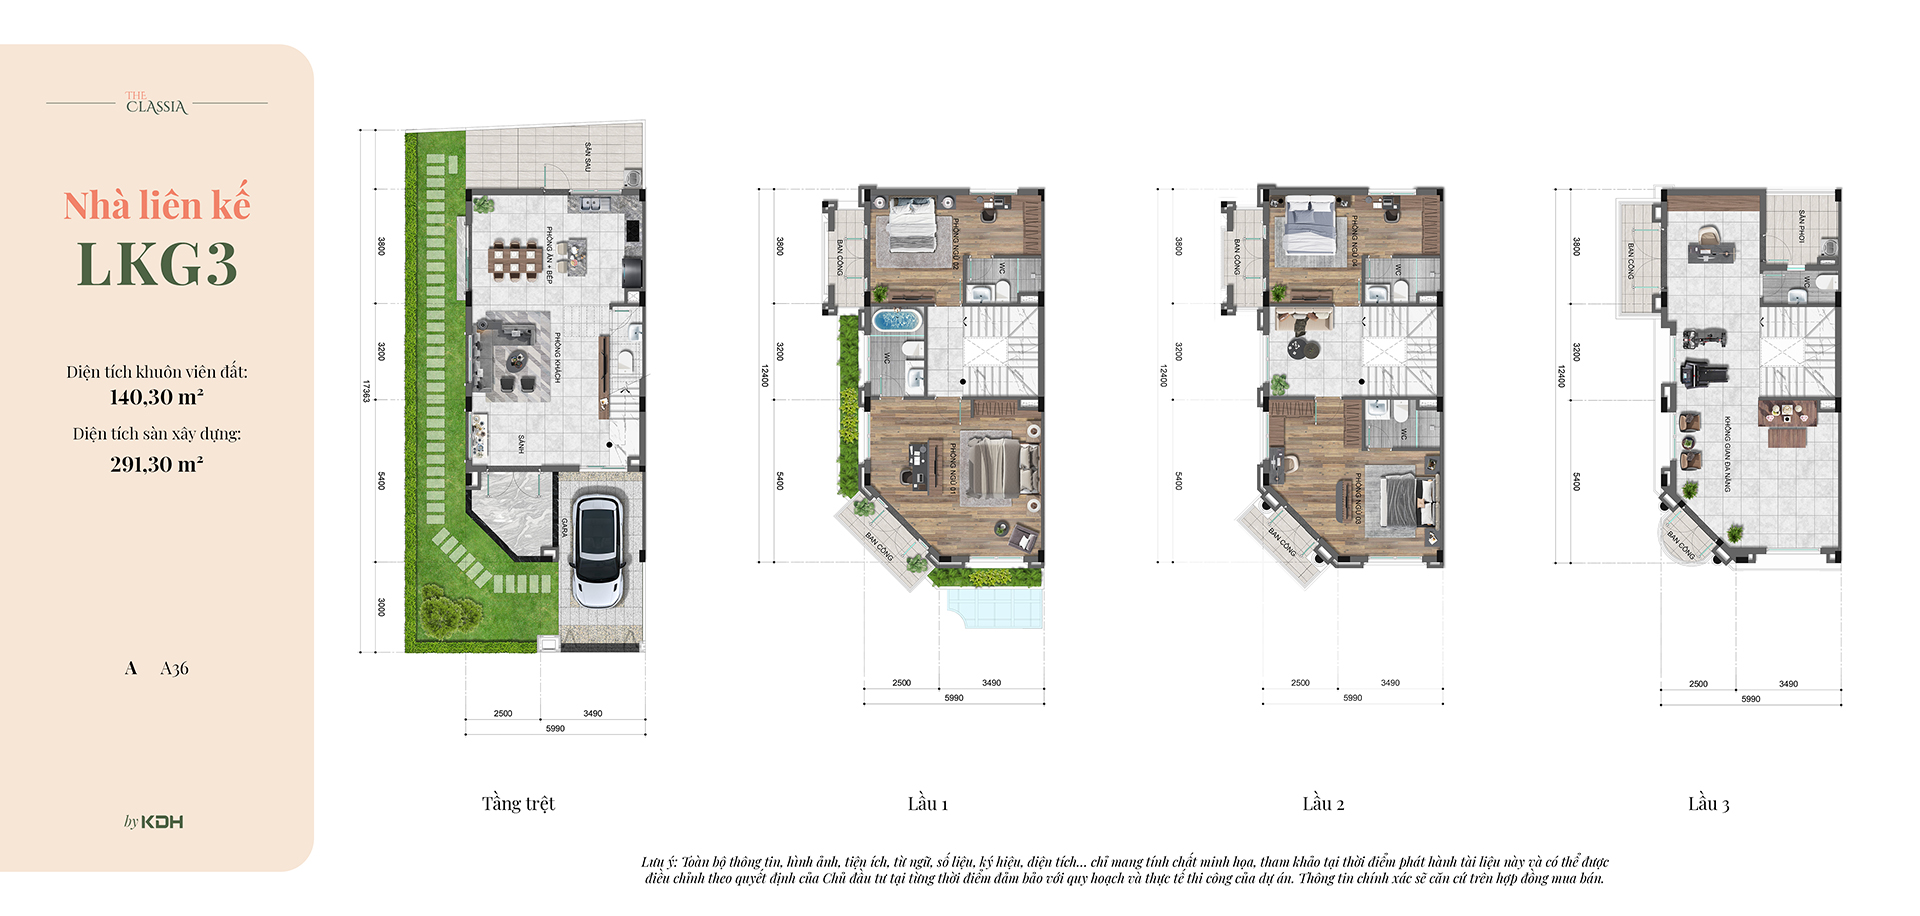 THE
CLASSIA
Nhà liên kế
LKG3
Diện tích khuôn viên đất:
140,30 m²
Diện tích sàn xây dựng:
291,30 m²
A A36
by KDH
SÂN SAU
PHÒNG ĂN + BẾP
PHÒNG KHÁCH
SẢNH
GARA
3800
3200
5400
3000
17363
2500 3490
5990
Tầng trệt
BAN CÔNG
PHÒNG NGỦ 02
WC
WC
PHÒNG NGỦ 01
BAN CÔNG
3800
3200
5400
12400
2500 3490
5990
Lầu 1
BAN CÔNG
PHÒNG NGỦ 04
WC
WC
PHÒNG NGỦ 03
BAN CÔNG
3800
3200
5400
12400
2500 3490
5990
Lầu 2
BAN CÔNG
SÂN PHƠI
WC
KHÔNG GIAN ĐA NĂNG
BAN CÔNG
3800
3200
5400
12400
2500 3490
5990
Lầu 3
Lưu ý: Toàn bộ thông tin, hình ảnh, tiện ích, từ ngữ, số liệu, ký hiệu, diện tích... chỉ mang tính chất minh họa, tham khảo tại thời điểm phát hành tài liệu này và có thể được
điều chỉnh theo quyết định của Chủ đầu tư tại từng thời điểm đảm bảo với quy hoạch và thực tế thi công của dự án. Thông tin chính xác sẽ căn cứ trên hợp đồng mua bán.